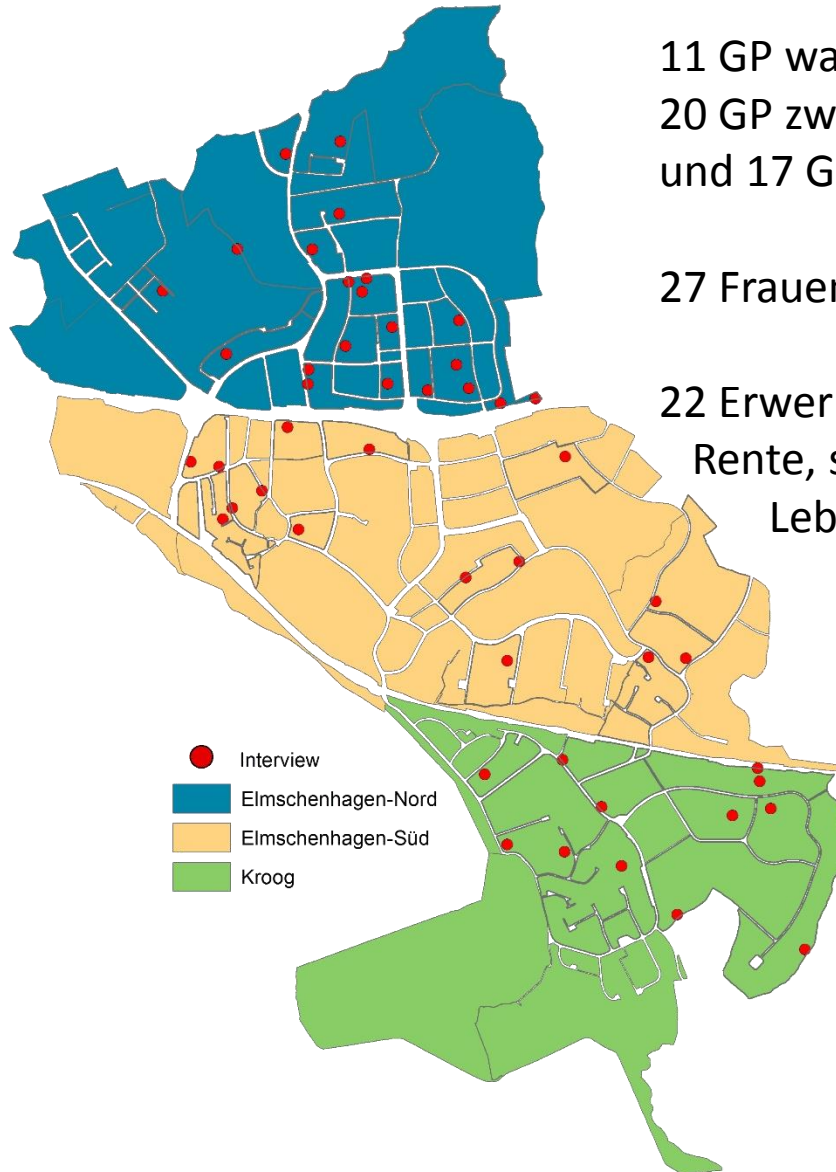 11 GP wa
20 GP zw
und 17 G
27 Frauen
22 Erwer
Rente, s
Leb
Interview
Elmschenhagen-Nord
Elmschenhagen-Süd
Kroog